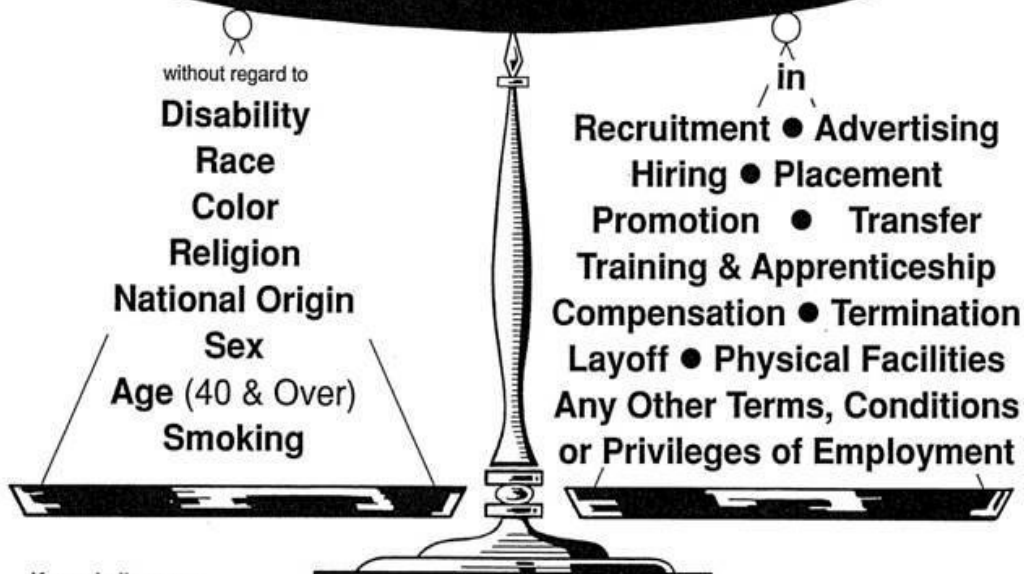 without regard to
Disability
Race
Color
Religion
National Origin
Sex
Age (40 & Over)
Smoking
in
Recruitment ● Advertising
Hiring ● Placement
Promotion ● Transfer
Training & Apprenticeship
Compensation ● Termination
Layoff ● Physical Facilities
Any Other Terms, Conditions
or Privileges of Employment